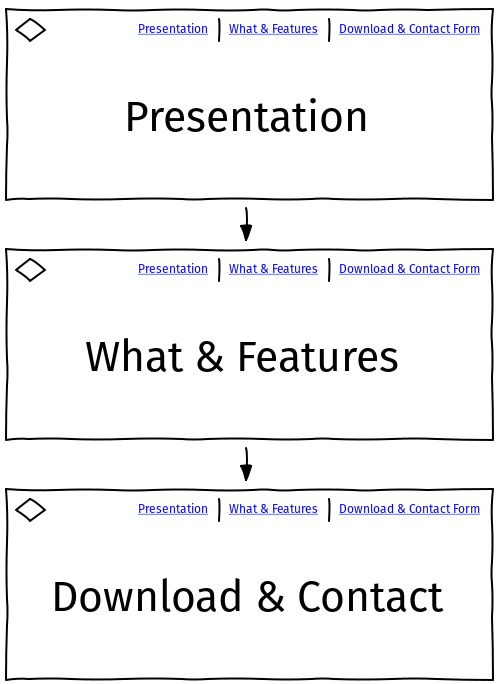 Presentation | What & Features | Download & Contact Form
Presentation
Presentation | What & Features | Download & Contact Form
What & Features
Presentation | What & Features | Download & Contact Form
Download & Contact